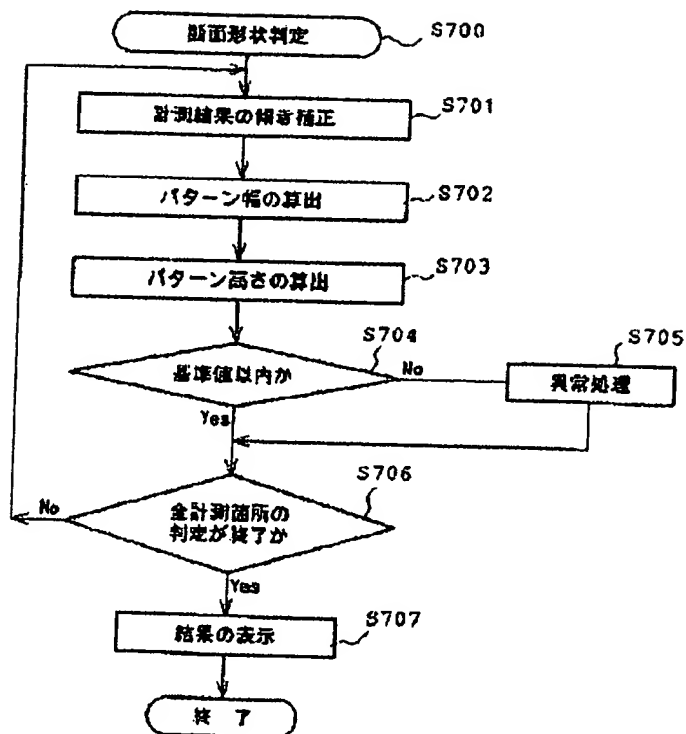 断面形状判定
S700
計測結果の傾き補正
S701
パターン幅の算出
S702
パターン高さの算出
S703
基準値以内か
S704
No
Yes
異常処理
S705
全計測箇所の
判定が終了か
S706
No
Yes
結果の表示
S707
終了